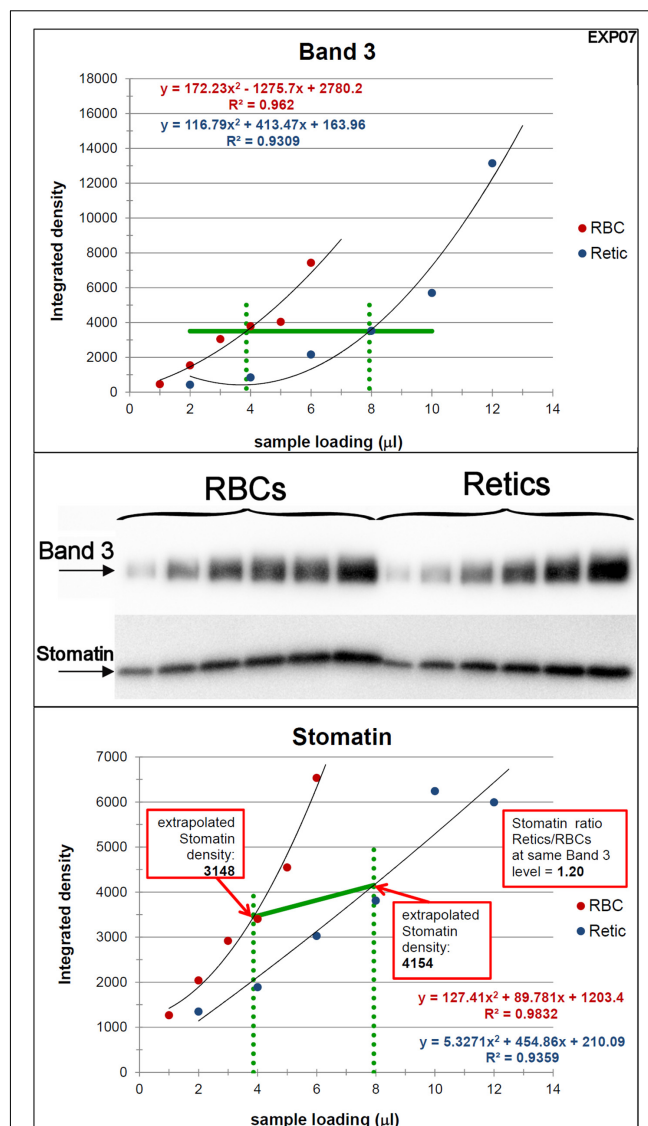 EXP07
Band 3
y = 172.23x² - 1275.7x + 2780.2
R² = 0.962
y = 116.79x² + 413.47x + 163.96
R² = 0.9309
18000
16000
14000
12000
10000
8000
6000
4000
2000
0
Integrated density
RBC
Retic
0 2 4 6 8 10 12 14
sample loading (µl)
RBCs Retics
Band 3
Stomatin
Stomatin
7000
6000
5000
4000
3000
2000
1000
0
Integrated density
extrapolated
Stomatin
density:
3148
Stomatin ratio
Retics/RBCs
at same Band 3
level = 1.20
RBC
Retic
extrapolated
Stomatin
density:
4154
y = 127.41x² + 89.781x + 1203.4
R² = 0.9832
y = 5.3271x² + 454.86x + 210.09
R² = 0.9359
0 2 4 6 8 10 12 14
sample loading (µl)